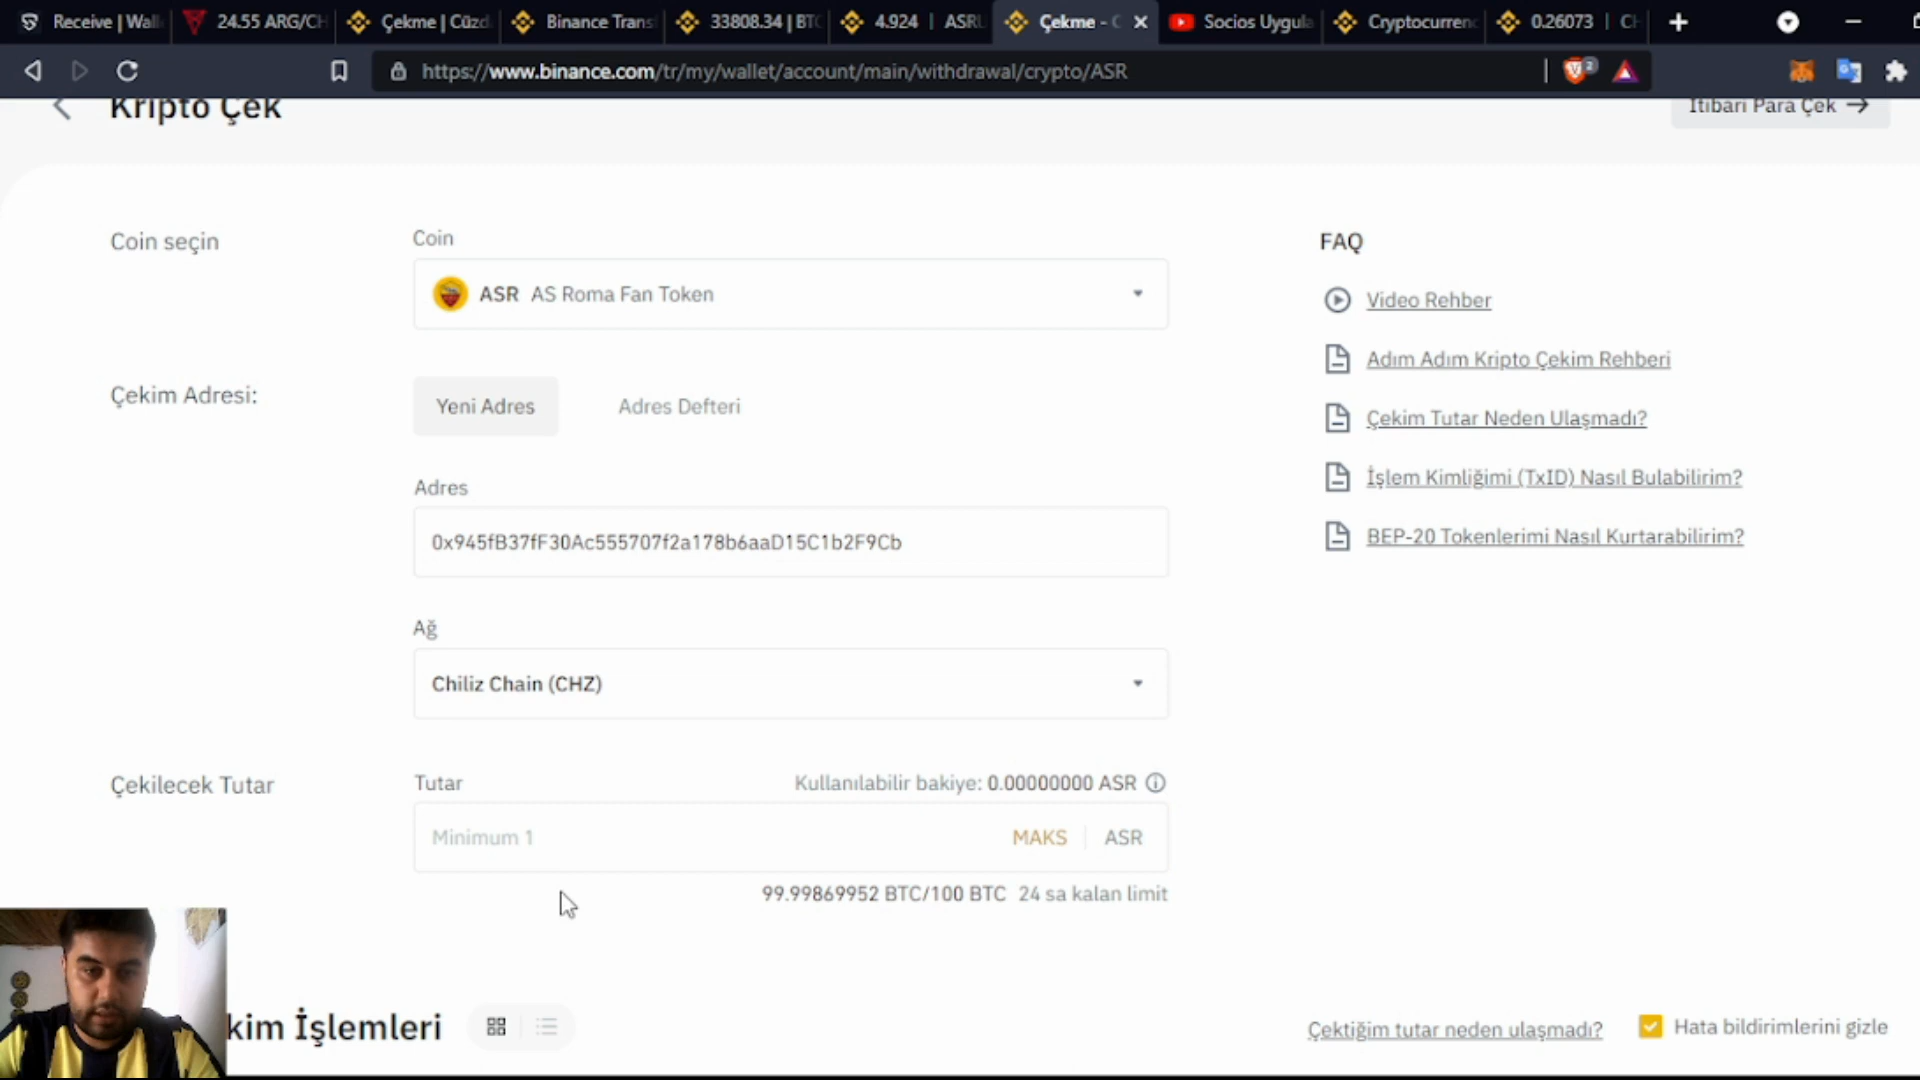 Receive | Wall
24.55 ARG/CH
Çekme | Cüzd
Binance Trans
33808.34 | BTC
4.924 | ASRU
Çekme - C
Socios Uygula
Cryptocurrenc
0.26073 | CH
https://www.binance.com/tr/my/wallet/account/main/withdrawal/crypto/ASR
2
Kripto Çek
İtibari Para Çek →
Coin seçin
Coin
ASR AS Roma Fan Token
Çekim Adresi:
Yeni Adres
Adres Defteri
Adres
0x945fB37fF30Ac555707f2a178b6aaD15C1b2F9Cb
Ağ
Chiliz Chain (CHZ)
Çekilecek Tutar
Tutar
Kullanılabilir bakiye: 0.00000000 ASR
Minimum 1
MAKS | ASR
99.99869952 BTC/100 BTC 24 sa kalan limit
FAQ
Video Rehber
Adım Adım Kripto Çekim Rehberi
Çekim Tutar Neden Ulaşmadı?
İşlem Kimliğimi (TxID) Nasıl Bulabilirim?
BEP-20 Tokenlerimi Nasıl Kurtarabilirim?
kim İşlemleri
Çektiğim tutar neden ulaşmadı?
Hata bildirimlerini gizle